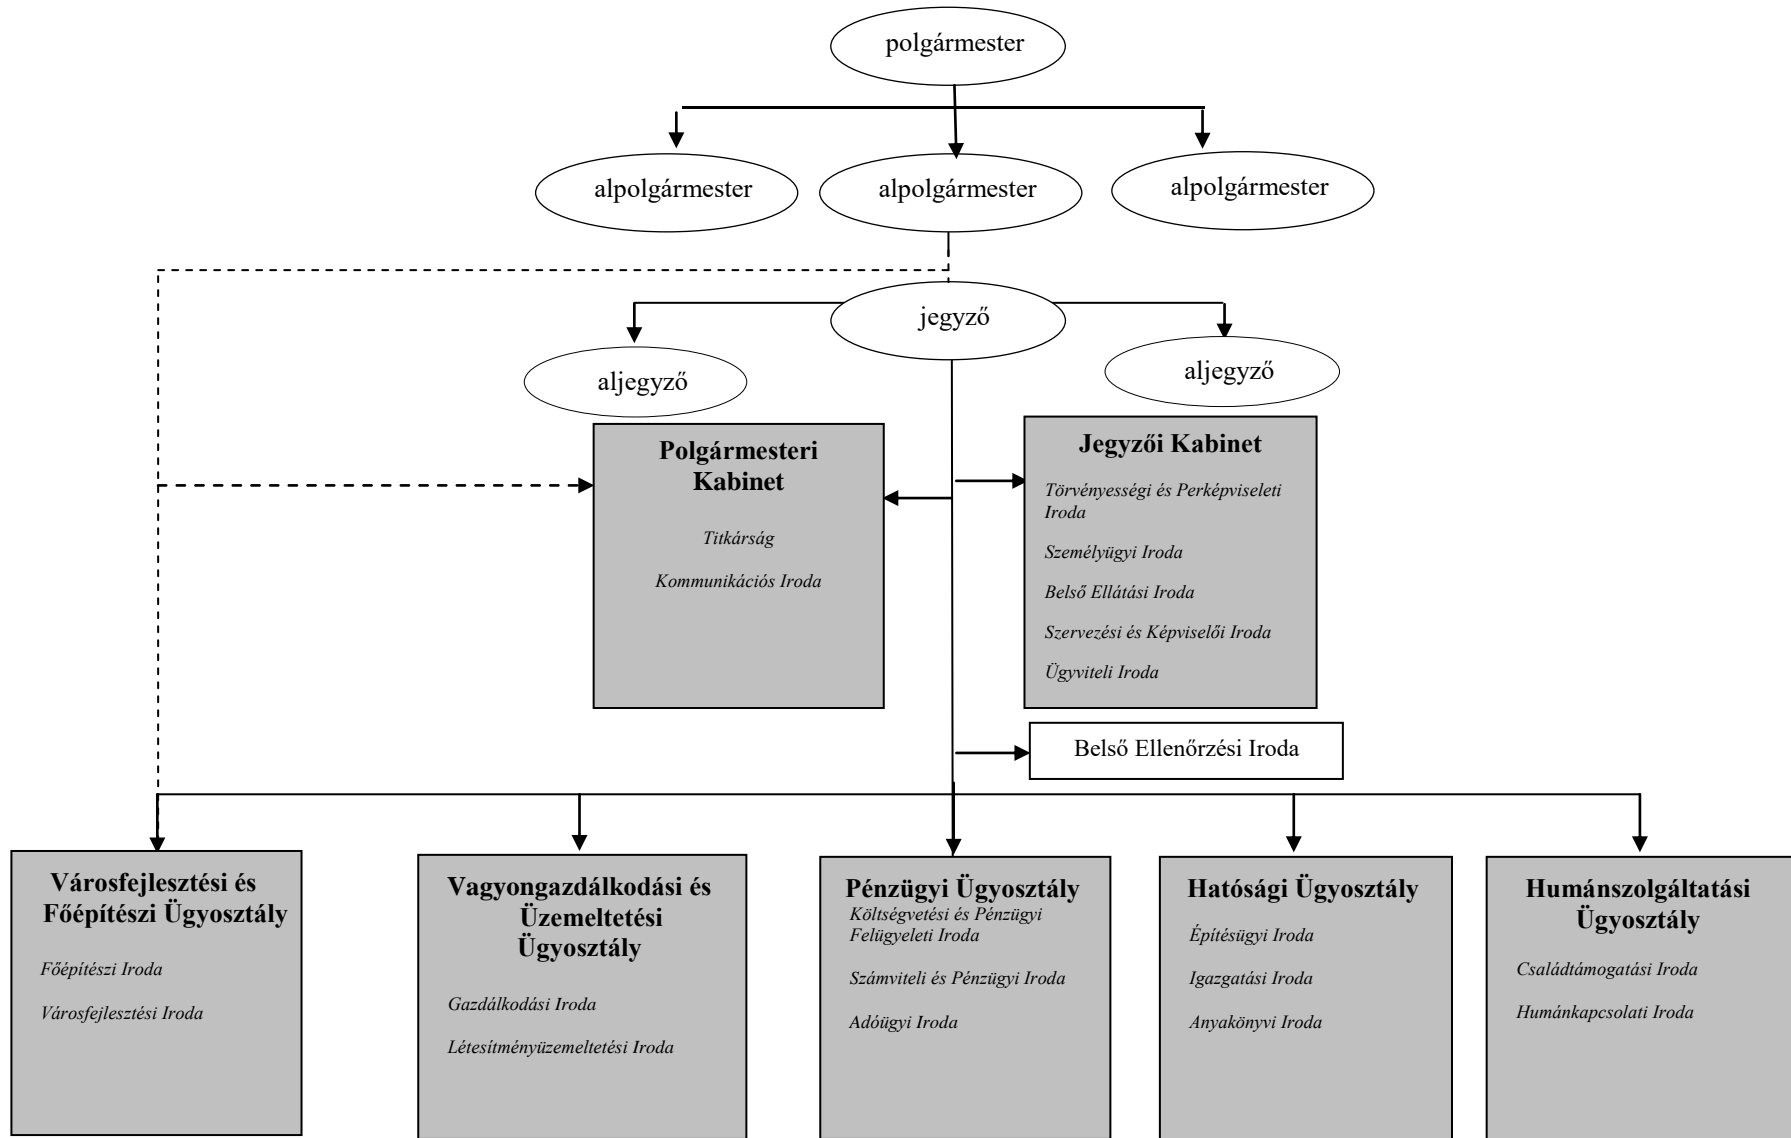 polgármester
alpolgármester
alpolgármester
alpolgármester
jegyző
aljegyző
aljegyző
Polgármesteri
Kabinet
Titkárság
Kommunikációs Iroda
Jegyzői Kabinet
Törvényességi és Perképviseleti
Iroda
Személyügyi Iroda
Belső Ellátási Iroda
Szervezési és Képviselői Iroda
Ügyviteli Iroda
Belső Ellenőrzési Iroda
Városfejlesztési és
Főépítészi Ügyosztály
Főépítészi Iroda
Városfejlesztési Iroda
Vagyongazdálkodási és
Üzemeltetési
Ügyosztály
Gazdálkodási Iroda
Létesítményüzemeltetési Iroda
Pénzügyi Ügyosztály
Költségvetési és Pénzügyi
Felügyeleti Iroda
Számviteli és Pénzügyi Iroda
Adóügyi Iroda
Hatósági Ügyosztály
Építésügyi Iroda
Igazgatási Iroda
Anyakönyvi Iroda
Humánszolgáltatási
Ügyosztály
Családtámogatási Iroda
Humánkapcsolati Iroda